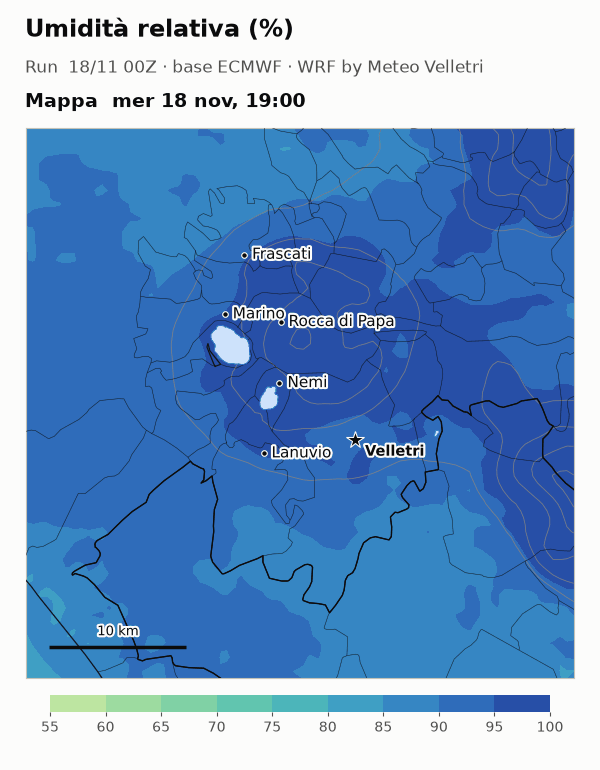 Umidità relativa (%)
Run  18/11 00Z · base ECMWF · WRF by Meteo Velletri
Mappa  mer 18 nov, 19:00
Frascati
Marino
Rocca di Papa
Nemi
Velletri
Lanuvio
10 km
55 60 65 70 75 80 85 90 95 100